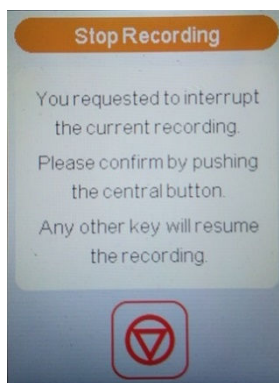 Stop Recording
You requested to interrupt
the current recording.
Please confirm by pushing
the central button.
Any other key will resume
the recording.